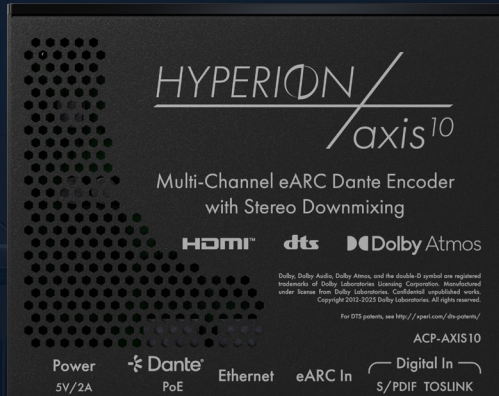 HYPERION
axis10
Multi-Channel eARC Dante Encoder
with Stereo Downmixing
HDMI™ dts Dolby Atmos
Dolby, Dolby Audio, Dolby Atmos, and the double-D symbol are registered
trademarks of Dolby Laboratories Licensing Corporation. Manufactured
under license from Dolby Laboratories. Confidentail unpublished works.
Copyright 2012-2025 Dolby Laboratories. All rights reserved.
For DTS patents, see http://xperi.com/dts-patents/
ACP-AXIS10
Power Dante® Ethernet eARC In Digital In
5V/2A PoE S/PDIF TOSLINK